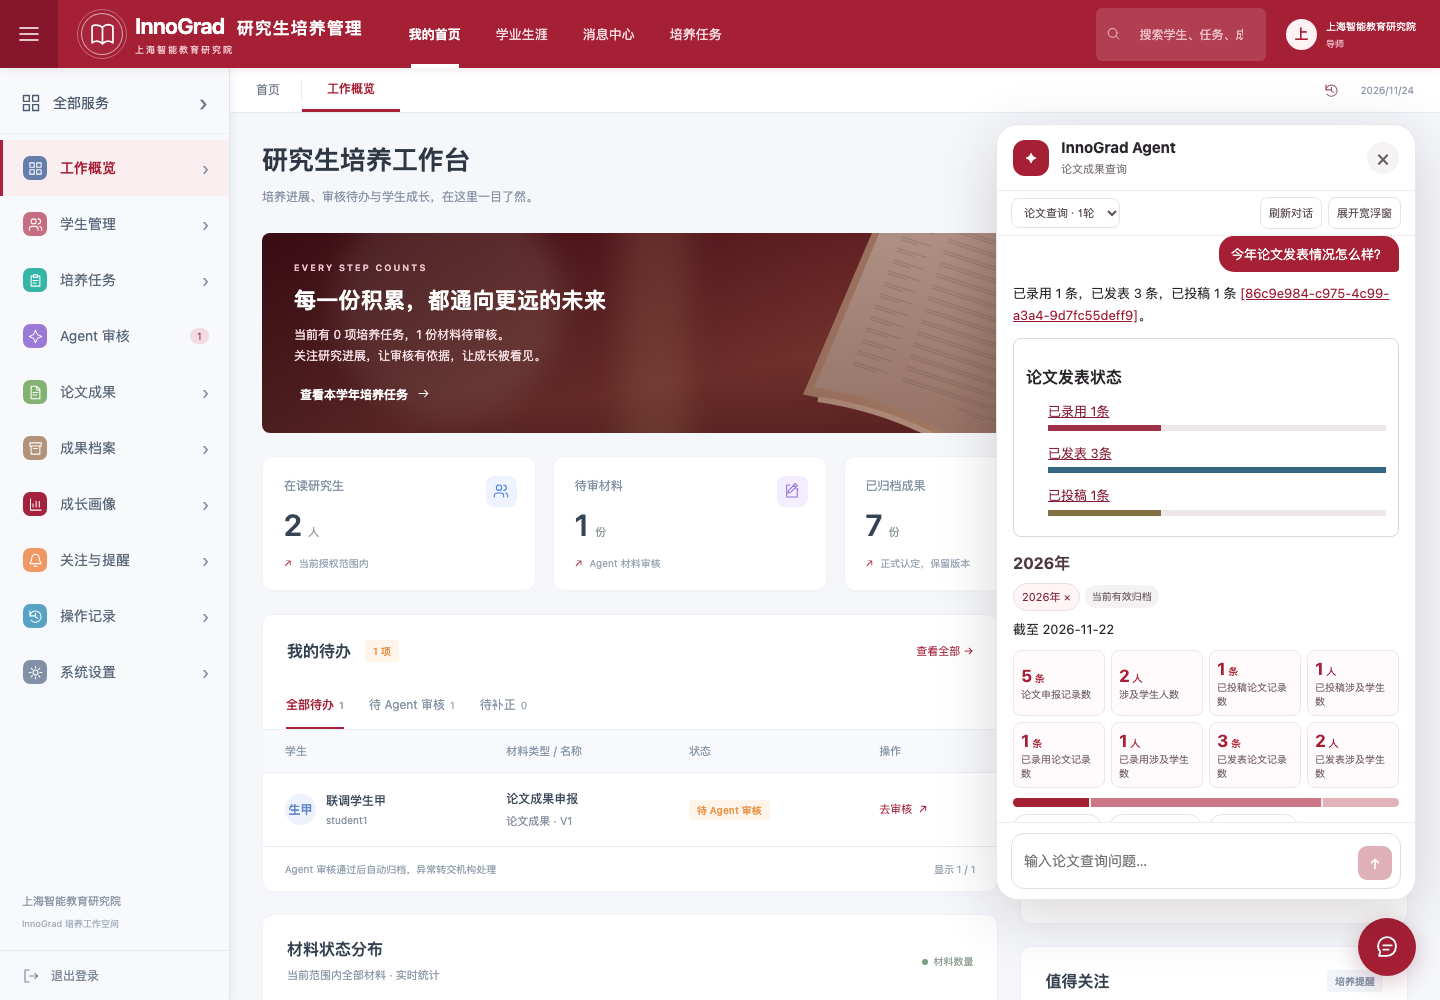 InnoGrad 研究生培养管理
上海智能教育研究院
我的首页
学业生涯
消息中心
培养任务
搜索学生、任务、成
上
上海智能教育研究院
导师
全部服务
工作概览
学生管理
培养任务
Agent 审核
1
论文成果
成果档案
成长画像
关注与提醒
操作记录
系统设置
上海智能教育研究院
InnoGrad 培养工作空间
退出登录
首页
工作概览
2026/11/24
研究生培养工作台
培养进展、审核待办与学生成长，在这里一目了然。
EVERY STEP COUNTS
每一份积累，都通向更远的未来
当前有 0 项培养任务，1 份材料待审核。
关注研究进展，让审核有依据，让成长被看见。
查看本学年培养任务 →
在读研究生
2 人
↗ 当前授权范围内
待审材料
1 份
↗ Agent 材料审核
已归档成果
7 份
↗ 正式认定，保留版本
我的待办
1 项
查看全部 →
全部待办 1
待 Agent 审核 1
待补正 0
学生
材料类型 / 名称
状态
操作
生甲
联调学生甲
student1
论文成果申报
论文成果 · V1
待 Agent 审核
去审核 ↗
Agent 审核通过后自动归档，异常转交机构处理
显示 1 / 1
材料状态分布
当前范围内全部材料 · 实时统计
材料数量
值得关注
培养提醒
InnoGrad Agent
论文成果查询
×
论文查询 · 1轮
刷新对话
展开宽浮窗
今年论文发表情况怎么样？
已录用 1 条，已发表 3 条，已投稿 1 条 [86c9e984-c975-4c99-
a3a4-9d7fc55deff9]。
论文发表状态
已录用 1条
已发表 3条
已投稿 1条
2026年
2026年 ×
当前有效归档
截至 2026-11-22
5 条
论文申报记录数
2 人
涉及学生人数
1 条
已投稿论文记录
数
1 人
已投稿涉及学生
数
1 条
已录用论文记录
数
1 人
已录用涉及学生
数
3 条
已发表论文记录
数
2 人
已发表涉及学生
数
输入论文查询问题...